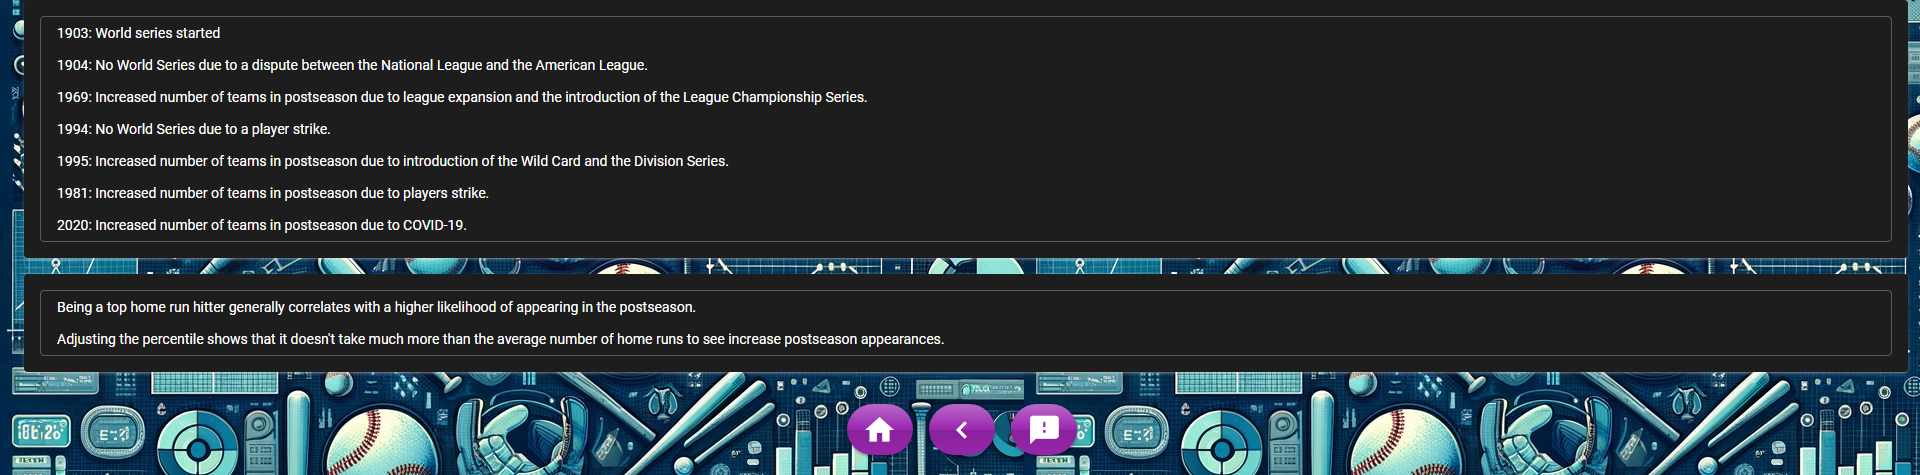 1903: World series started
1904: No World Series due to a dispute between the National League and the American League.
1969: Increased number of teams in postseason due to league expansion and the introduction of the League Championship Series.
1994: No World Series due to a player strike.
1995: Increased number of teams in postseason due to introduction of the Wild Card and the Division Series.
1981: Increased number of teams in postseason due to players strike.
2020: Increased number of teams in postseason due to COVID-19.
Being a top home run hitter generally correlates with a higher likelihood of appearing in the postseason.
Adjusting the percentile shows that it doesn't take much more than the average number of home runs to see increase postseason appearances.